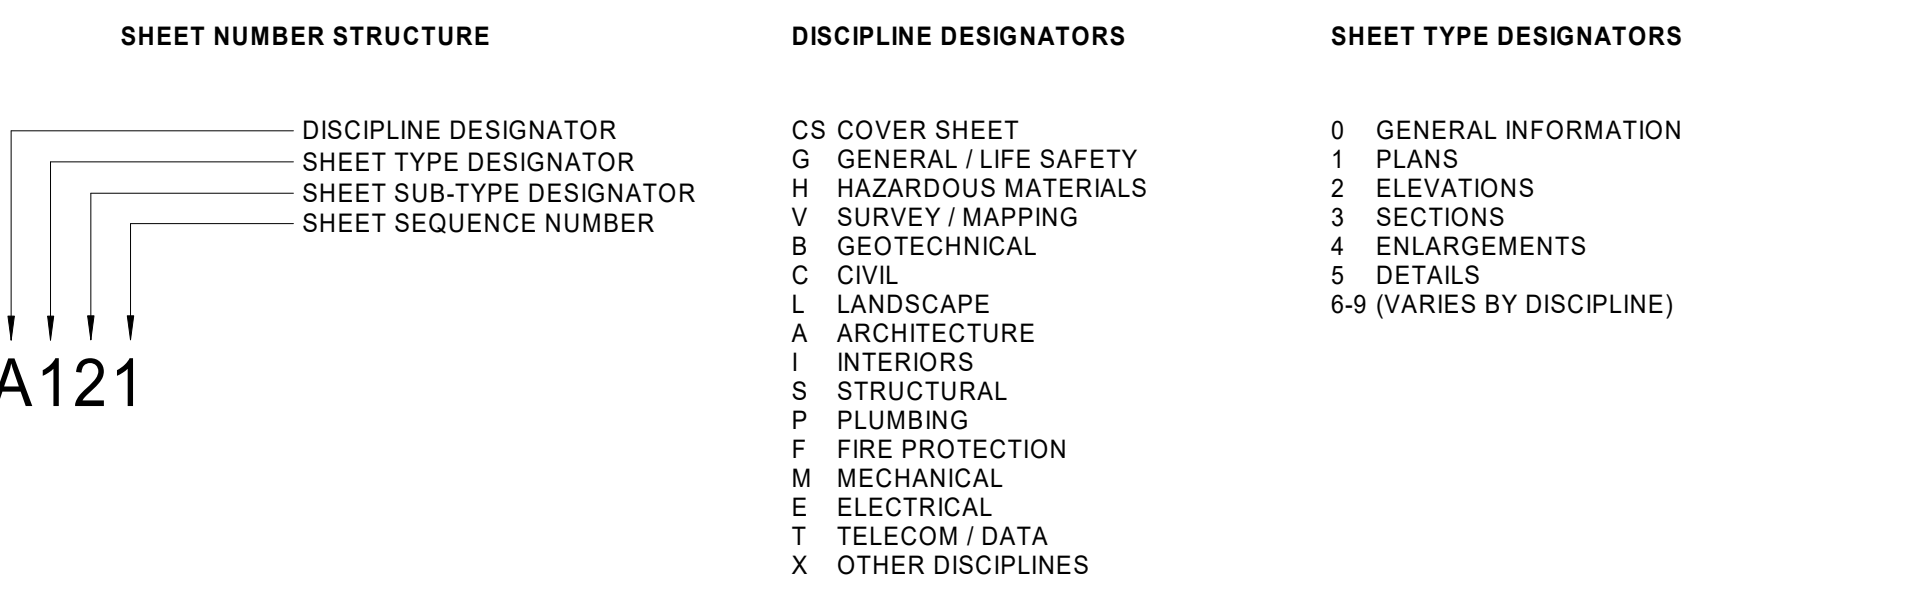 SHEET NUMBER STRUCTURE
DISCIPLINE DESIGNATOR
SHEET TYPE DESIGNATOR
SHEET SUB-TYPE DESIGNATOR
SHEET SEQUENCE NUMBER
A121
DISCIPLINE DESIGNATORS
CS COVER SHEET
G GENERAL / LIFE SAFETY
H HAZARDOUS MATERIALS
V SURVEY / MAPPING
B GEOTECHNICAL
C CIVIL
L LANDSCAPE
A ARCHITECTURE
I INTERIORS
S STRUCTURAL
P PLUMBING
F FIRE PROTECTION
M MECHANICAL
E ELECTRICAL
T TELECOM / DATA
X OTHER DISCIPLINES
SHEET TYPE DESIGNATORS
0 GENERAL INFORMATION
1 PLANS
2 ELEVATIONS
3 SECTIONS
4 ENLARGEMENTS
5 DETAILS
6-9 (VARIES BY DISCIPLINE)